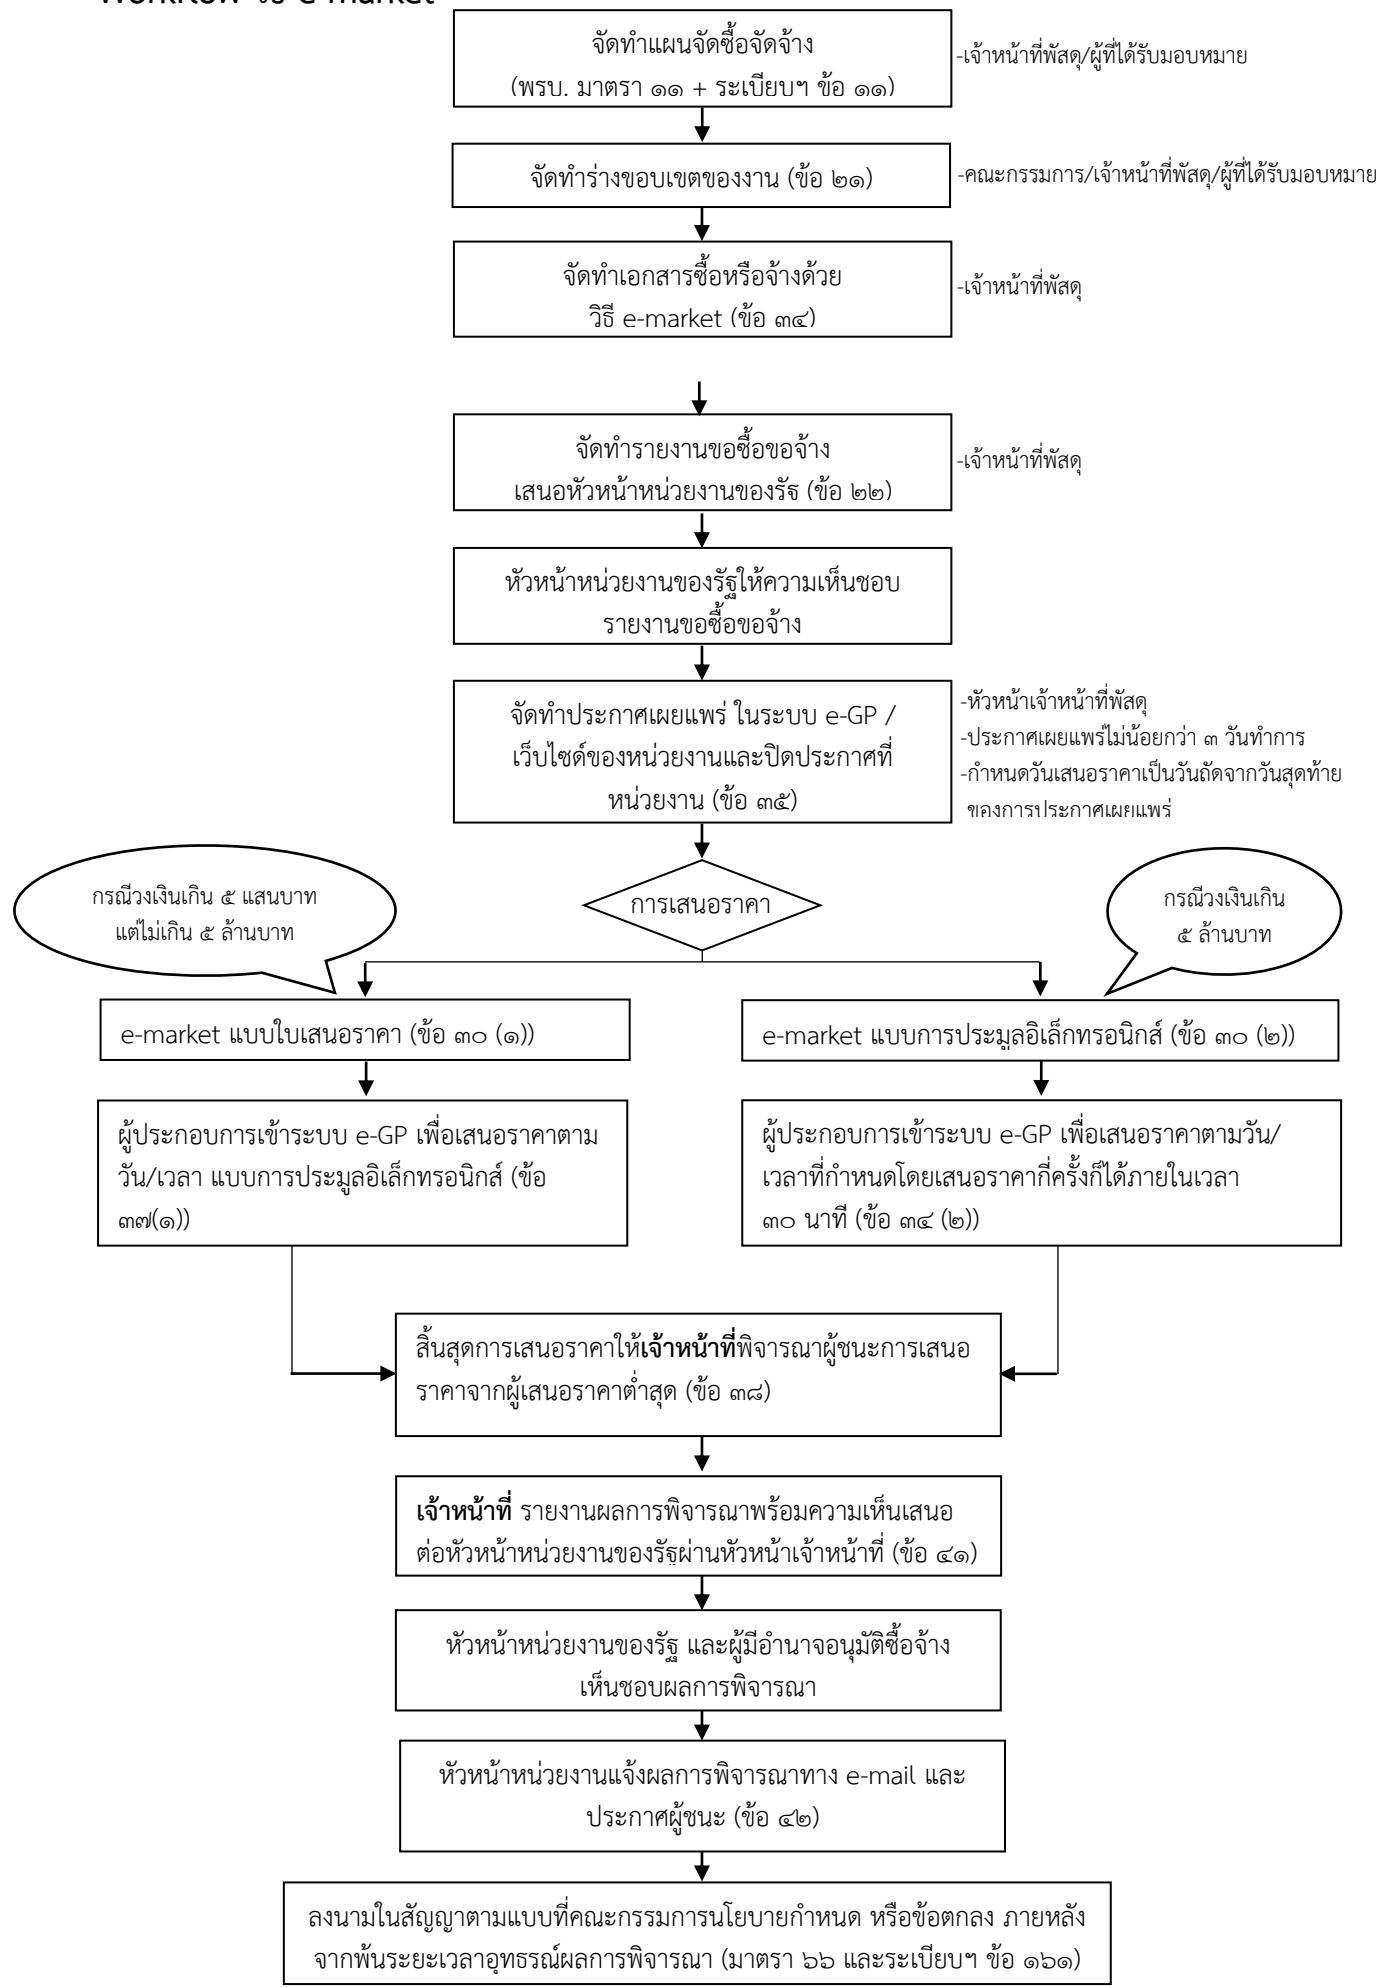 Workflow วิธี e-market
จัดทำแผนจัดซื้อจัดจ้าง
(พรบ. มาตรา ๑๑ + ระเบียบฯ ข้อ ๑๑)
-เจ้าหน้าที่พัสดุ/ผู้ที่ได้รับมอบหมาย
จัดทำร่างขอบเขตของงาน (ข้อ ๒๑)
-คณะกรรมการ/เจ้าหน้าที่พัสดุ/ผู้ที่ได้รับมอบหมาย
จัดทำเอกสารซื้อหรือจ้างด้วย
วิธี e-market (ข้อ ๓๔)
-เจ้าหน้าที่พัสดุ
จัดทำรายงานขอซื้อขอจ้าง
เสนอหัวหน้าหน่วยงานของรัฐ (ข้อ ๒๒)
-เจ้าหน้าที่พัสดุ
หัวหน้าหน่วยงานของรัฐให้ความเห็นชอบ
รายงานขอซื้อขอจ้าง
จัดทำประกาศเผยแพร่ ในระบบ e-GP /
เว็บไซด์ของหน่วยงานและปิดประกาศที่
หน่วยงาน (ข้อ ๓๕)
-หัวหน้าเจ้าหน้าที่พัสดุ
-ประกาศเผยแพร่ไม่น้อยกว่า ๓ วันทำการ
-กำหนดวันเสนอราคาเป็นวันถัดจากวันสุดท้าย
ของการประกาศเผยแพร่
กรณีวงเงินเกิน ๕ แสนบาท
แต่ไม่เกิน ๕ ล้านบาท
การเสนอราคา
กรณีวงเงินเกิน
๕ ล้านบาท
e-market แบบใบเสนอราคา (ข้อ ๓๐ (๑))
e-market แบบการประมูลอิเล็กทรอนิกส์ (ข้อ ๓๐ (๒))
ผู้ประกอบการเข้าระบบ e-GP เพื่อเสนอราคาตาม
วัน/เวลา แบบการประมูลอิเล็กทรอนิกส์ (ข้อ
๓๗(๑))
ผู้ประกอบการเข้าระบบ e-GP เพื่อเสนอราคาตามวัน/
เวลาที่กำหนดโดยเสนอราคากี่ครั้งก็ได้ภายในเวลา
๓๐ นาที (ข้อ ๓๔ (๒))
สิ้นสุดการเสนอราคาให้เจ้าหน้าที่พิจารณาผู้ชนะการเสนอ
ราคาจากผู้เสนอราคาต่ำสุด (ข้อ ๓๘)
เจ้าหน้าที่ รายงานผลการพิจารณาพร้อมความเห็นเสนอ
ต่อหัวหน้าหน่วยงานของรัฐผ่านหัวหน้าเจ้าหน้าที่ (ข้อ ๔๑)
หัวหน้าหน่วยงานของรัฐ และผู้มีอำนาจอนุมัติซื้อจ้าง
เห็นชอบผลการพิจารณา
หัวหน้าหน่วยงานแจ้งผลการพิจารณาทาง e-mail และ
ประกาศผู้ชนะ (ข้อ ๔๒)
ลงนามในสัญญาตามแบบที่คณะกรรมการนโยบายกำหนด หรือข้อตกลง ภายหลัง
จากพ้นระยะเวลาอุทธรณ์ผลการพิจารณา (มาตรา ๖๖ และระเบียบฯ ข้อ ๑๖๑)